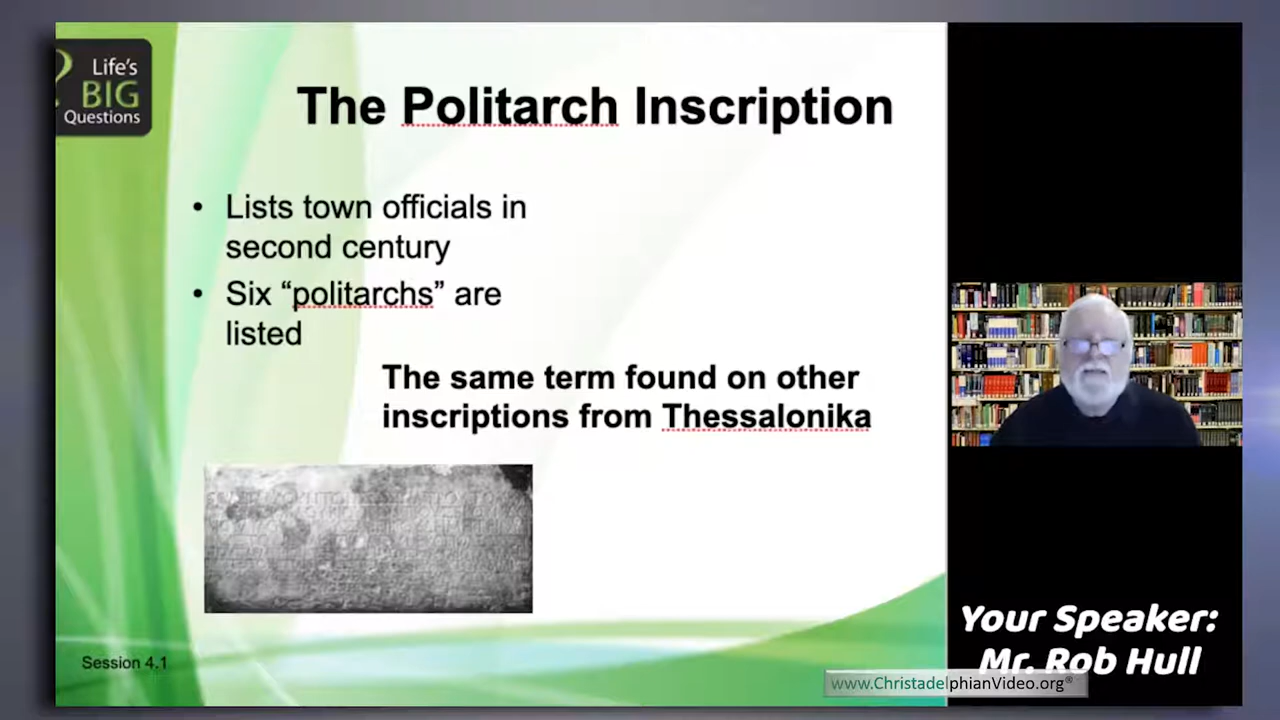 ?
Life's
BIG
Questions
The Politarch Inscription
• Lists town officials in
second century
• Six “politarchs” are
listed
The same term found on other
inscriptions from Thessalonika
Session 4.1
Your Speaker:
Mr. Rob Hull
www.ChristadelphianVideo.org®